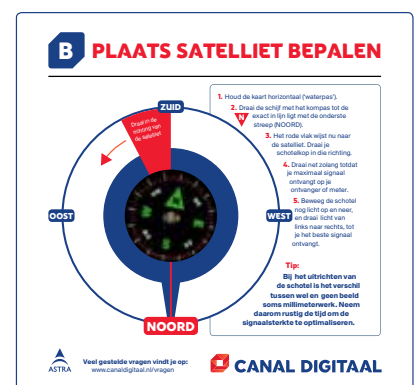 B PLAATS SATELLIET BEPALEN
ZUID
Draai in de
richting van
de satelliet
OOST
WEST
NOORD
1. Houd de kaart horizontaal ('waterpas').
2. Draai de schijf met het kompas tot de
N exact in lijn ligt met de onderste
streep (NOORD).
3. Het rode vlak wijst nu naar
de satelliet. Draai je
schotelkop in die richting.
4. Draai net zolang totdat
je maximaal signaal
ontvangt op je
ontvanger of meter.
5. Beweeg de schotel
nog licht op en neer,
en draai licht van
links naar rechts, tot
je het beste signaal
ontvangt.
Tip:
Bij het uitrichten van
de schotel is het verschil
tussen wel en geen beeld
soms millimeterwerk. Neem
daarom rustig de tijd om de
signaalsterkte te optimaliseren.
ASTRA
Veel gestelde vragen vindt je op:
www.canaldigitaal.nl/vragen
CANAL DIGITAAL